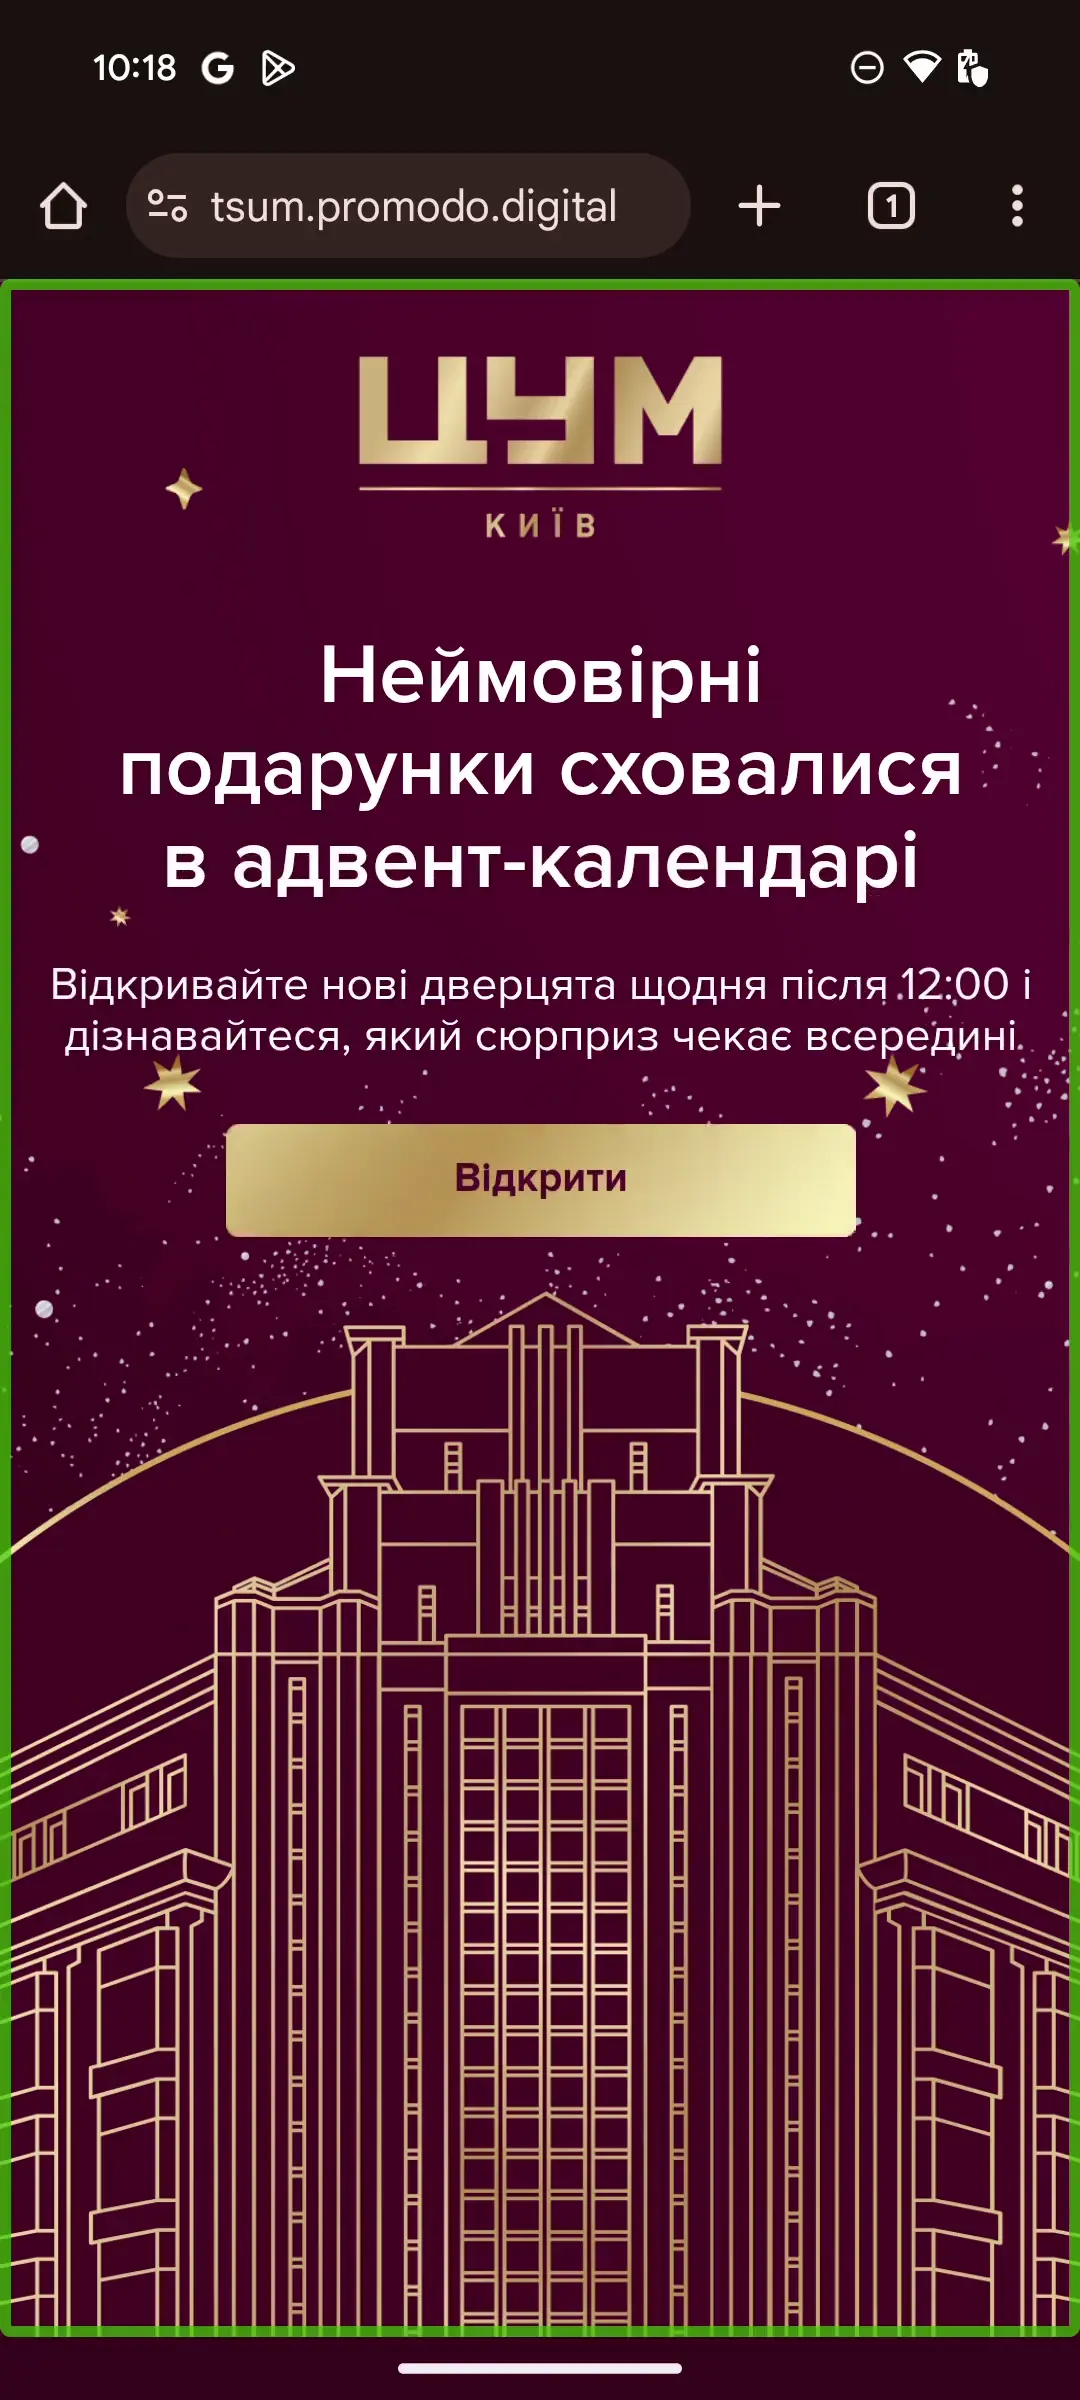 10:18
tsum.promodo.digital
1
ЦУМ
КИЇВ
Неймовірні
подарунки сховалися
в адвент-календарі
Відкривайте нові дверцята щодня після 12:00 і
дізнавайтеся, який сюрприз чекає всередині.
Відкрити